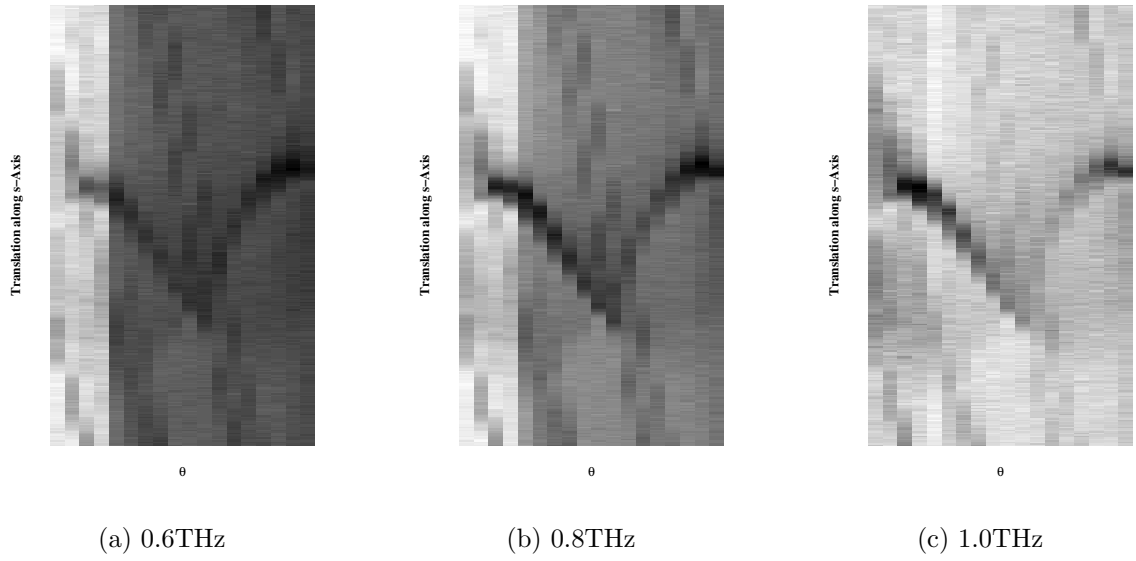 Translation along s−Axis
θ
(a) 0.6THz
Translation along s−Axis
θ
(b) 0.8THz
Translation along s−Axis
θ
(c) 1.0THz